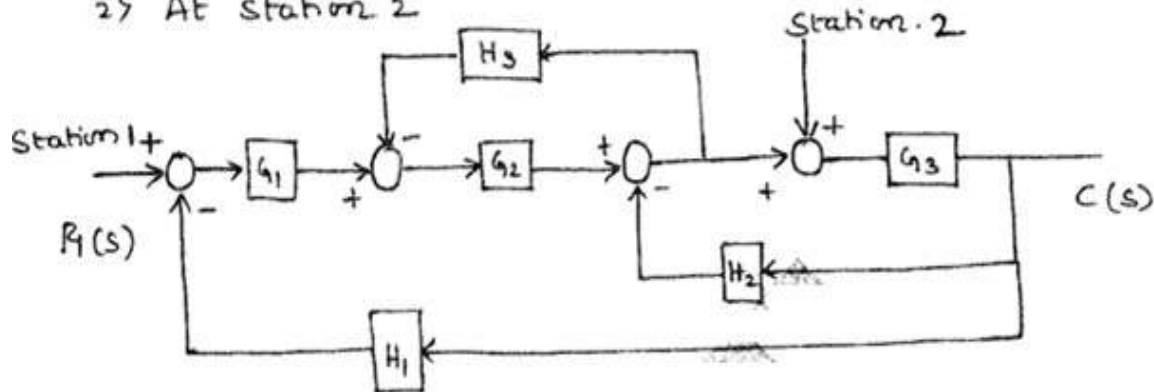 2) At Station 2
Station. 2
H3
Station 1 +
-
+
+
G1
+
G2
-
+
G3
R1(S)
-
C(S)
H2
H1